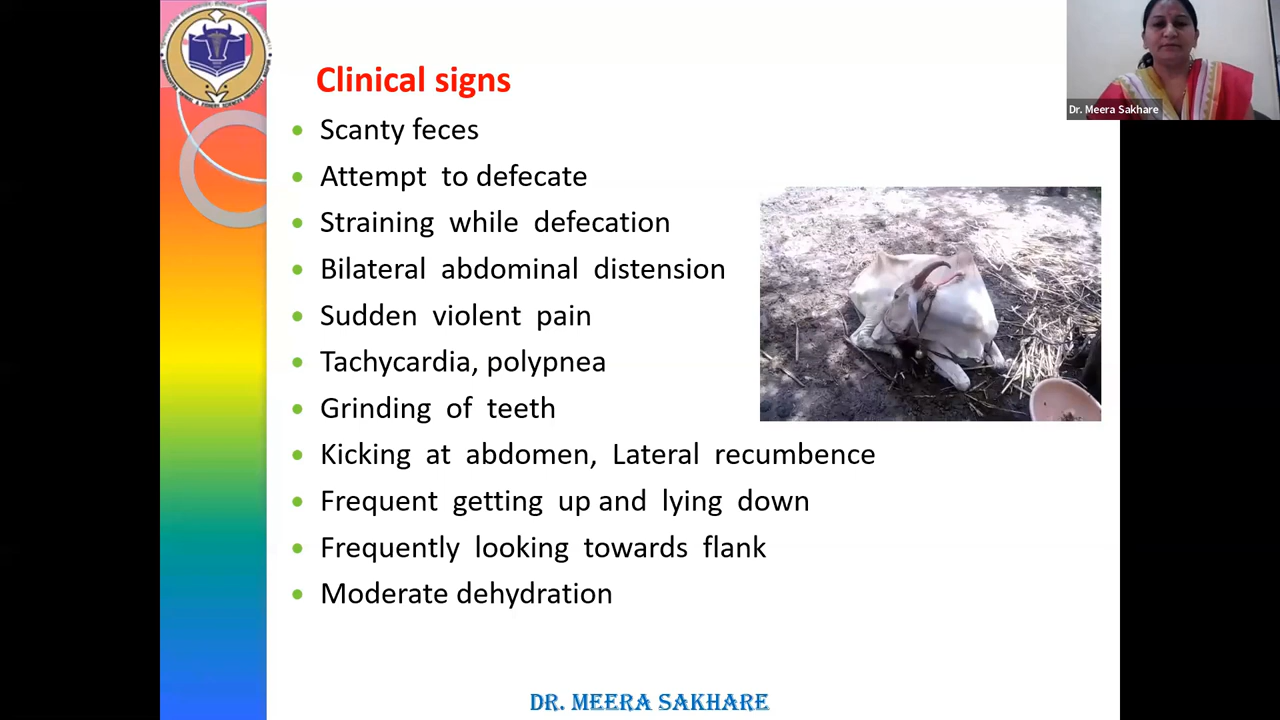 Clinical signs
Dr. Meera Sakhare
Scanty feces
Attempt to defecate
Straining while defecation
Bilateral abdominal distension
Sudden violent pain
Tachycardia, polypnea
Grinding of teeth
Kicking at abdomen, Lateral recumbence
Frequent getting up and lying down
Frequently looking towards flank
Moderate dehydration
DR. MEERA SAKHARE